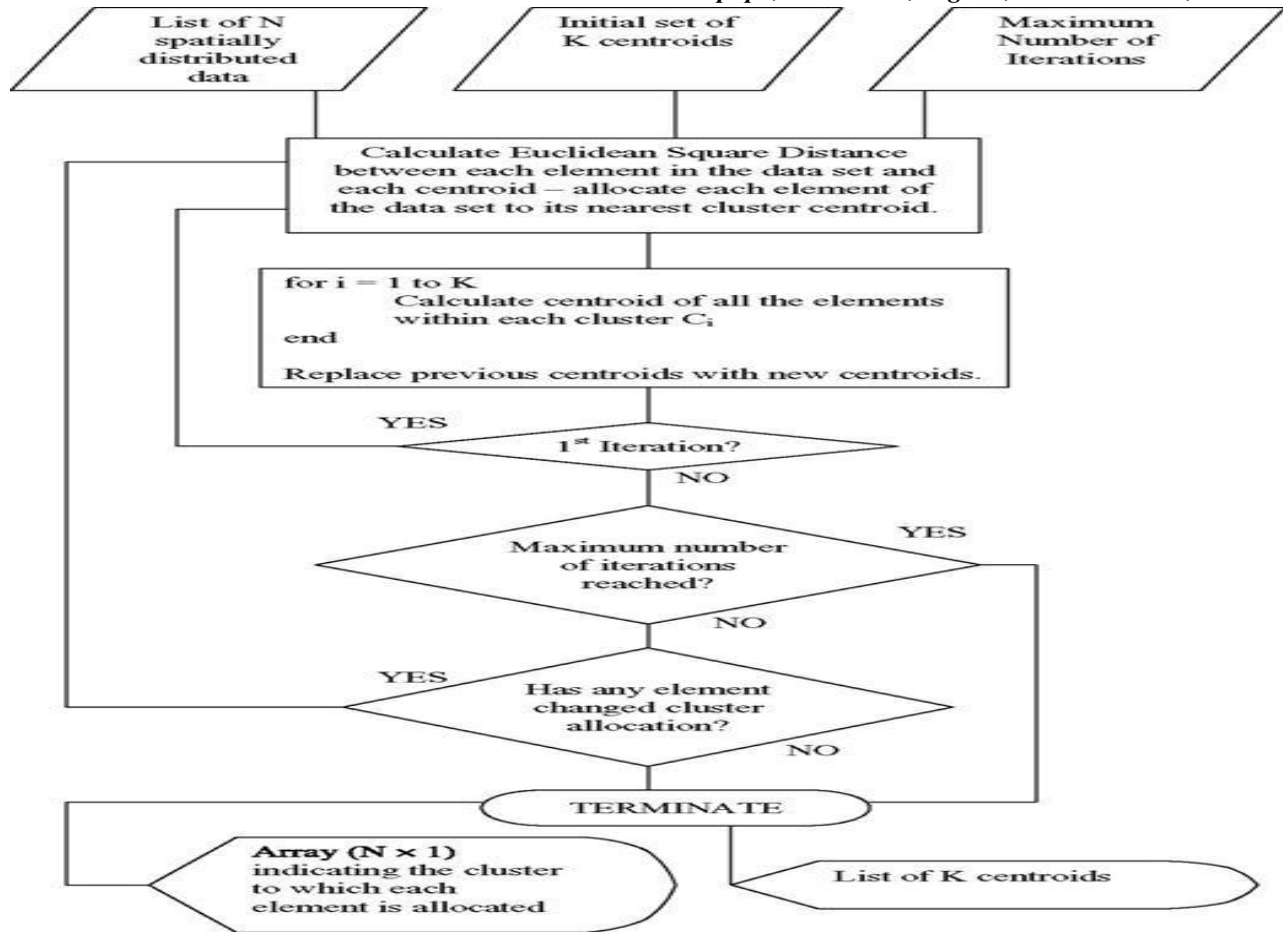 List of N
spatially
distributed
data
Initial set of
K centroids
Maximum
Number of
Iterations
Calculate Euclidean Square Distance
between each element in the data set and
each centroid – allocate each element of
the data set to its nearest cluster centroid.
for i = 1 to K
Calculate centroid of all the elements
within each cluster Ci
end
Replace previous centroids with new centroids.
YES
1st Iteration?
NO
YES
Maximum number
of iterations
reached?
NO
YES
Has any element
changed cluster
allocation?
NO
TERMINATE
Array (N × 1)
indicating the cluster
to which each
element is allocated
List of K centroids